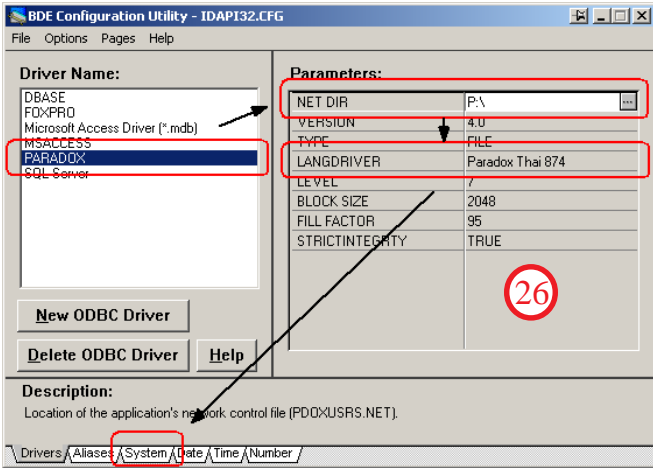 BDE Configuration Utility - IDAPI32.CFG
File Options Pages Help
Driver Name:
DBASE
FOXPRO
Microsoft Access Driver (*.mdb)
MSACCESS
PARADOX
SQL Server
New ODBC Driver
Delete ODBC Driver Help
Parameters:
NET DIR P:\ ...
VERSION 4.0
TYPE FILE
LANGDRIVER Paradox Thai 874
LEVEL 7
BLOCK SIZE 2048
FILL FACTOR 95
STRICTINTEGRTY TRUE
26
Description:
Location of the application's network control file (PDOXUSRS.NET).
Drivers Aliases System Date Time Number